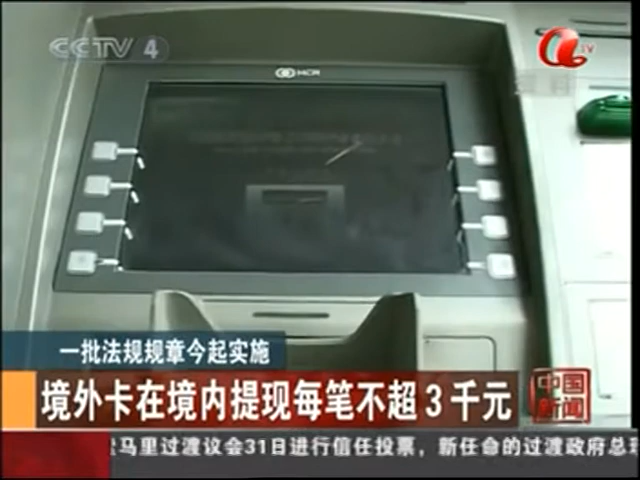 CCTV 4
TV
NCR
一批法规规章今起实施
境外卡在境内提现每笔不超3千元
中国
新闻
马里过渡议会31日进行信任投票，新任命的过渡政府总